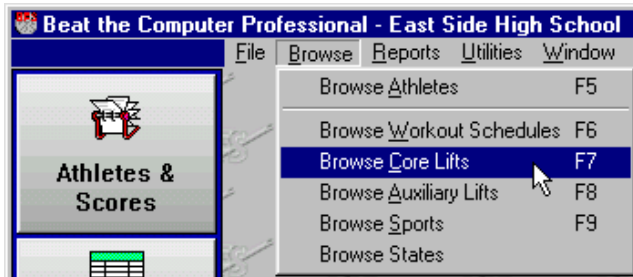 Beat the Computer Professional - East Side High School
File Browse Reports Utilities Window
Browse Athletes F5
Browse Workout Schedules F6
Browse Core Lifts F7
Browse Auxiliary Lifts F8
Browse Sports F9
Browse States
Athletes &
Scores